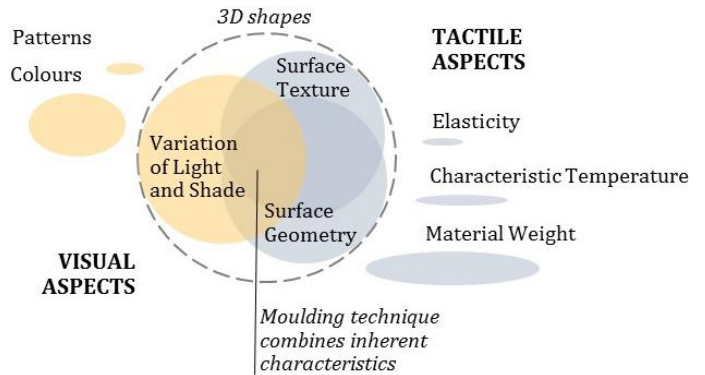 3D shapes
Patterns
Colours
TACTILE
ASPECTS
Surface
Texture
Variation
of Light
and Shade
Surface
Geometry
Elasticity
Characteristic Temperature
Material Weight
VISUAL
ASPECTS
Moulding technique
combines inherent
characteristics